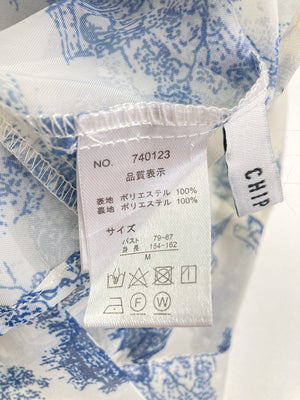 NO. 740123
品質表示
表地 ポリエステル 100%
裏地 ポリエステル 100%
サイズ
バスト 79-87
身長 154-162
M
F W
CHIP